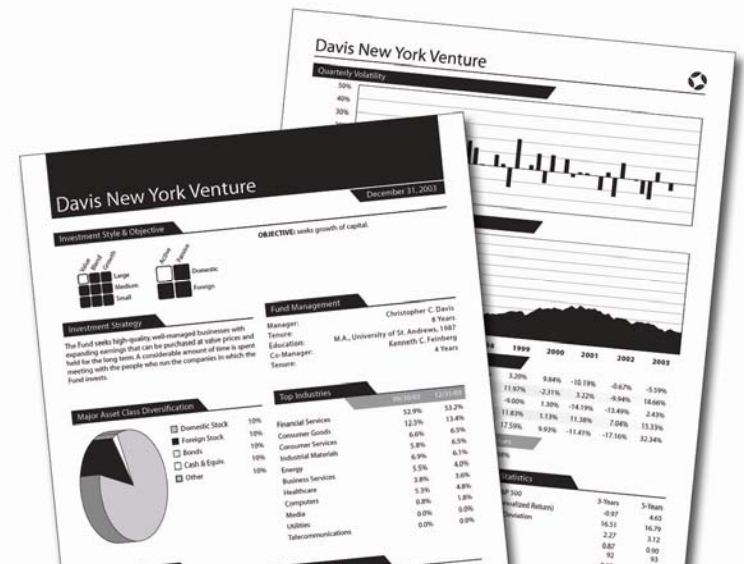 Davis New York Venture
December 31, 2003
Investment Style & Objective
OBJECTIVE: seeks growth of capital.
Value Blend Growth
Large
Medium
Small
Active Passive
Domestic
Foreign
Investment Strategy
The Fund seeks high-quality, well-managed businesses with
expanding earnings that can be purchased at value prices and
held for the long term. A considerable amount of time is spent
meeting with the people who run the companies in which the
Fund invests.
Fund Management
Manager: Christopher C. Davis
Tenure: 8 Years
Education: M.A., University of St. Andrews, 1987
Co-Manager: Kenneth C. Feinberg
Tenure: 6 Years
Major Asset Class Diversification
Domestic Stock 10%
Foreign Stock 10%
Bonds 10%
Cash & Equiv. 10%
Other 10%
Top Industries 09/30/03 12/31/03
Financial Services 52.9% 53.2%
Consumer Goods 12.5% 13.4%
Consumer Services 6.6% 6.5%
Industrial Materials 5.8% 6.5%
Energy 6.9% 6.1%
Business Services 5.5% 4.0%
Healthcare 3.8% 3.6%
Computers 5.3% 4.8%
Media 0.8% 1.8%
Utilities 0.0% 0.0%
Telecommunications 0.0% 0.0%
Davis New York Venture
Quarterly Volatility
50%
40%
30%
1999 2000 2001 2002 2003
3.20% 9.84% -10.19% -0.67% -5.59%
11.97% -2.31% 3.22% -9.94% 18.66%
-6.00% 1.30% -14.19% -13.49% 2.43%
11.83% 1.13% 11.38% 7.04% 15.33%
17.59% 9.93% -11.41% -17.16% 32.34%
Statistics
3-Years 5-Years
-0.97 4.65
16.51 16.79
2.27 3.12
0.87 0.90
92 93